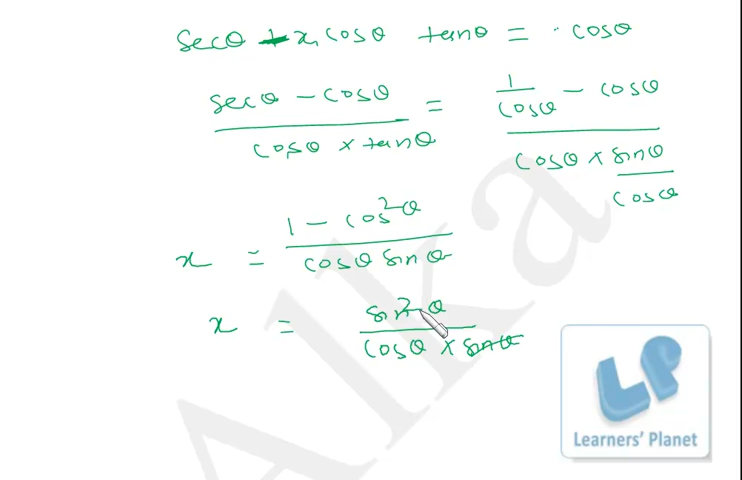 secθ - x cosθ tanθ = cosθ
secθ - cosθ / cosθ × tanθ = 1/cosθ - cosθ / cosθ × sinθ/cosθ
x = 1 - cos²θ / cosθ sinθ
x = sin²θ / cosθ × sinθ
Alka
LP
Learners' Planet